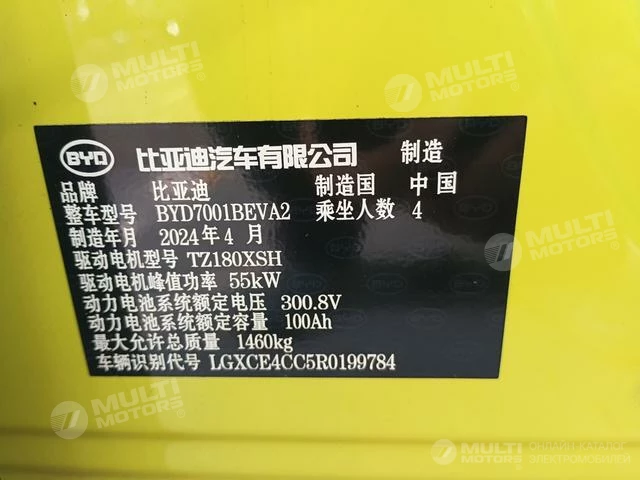 MULTI MOTORS
MULTI MOTORS
BYD 比亚迪汽车有限公司 制造
品牌 比亚迪 制造国 中国
整车型号 BYD7001BEVA2 乘坐人数 4
制造年月 2024年4月
驱动电机型号 TZ180XSH
驱动电机峰值功率 55kW
动力电池系统额定电压 300.8V
动力电池系统额定容量 100Ah
最大允许总质量 1460kg
车辆识别代号 LGXCE4CC5R0199784
MULTI MOTORS
MULTI MOTORS
ОНЛАЙН-КАТАЛОГ
ЭЛЕКТРОМОБИЛЕЙ